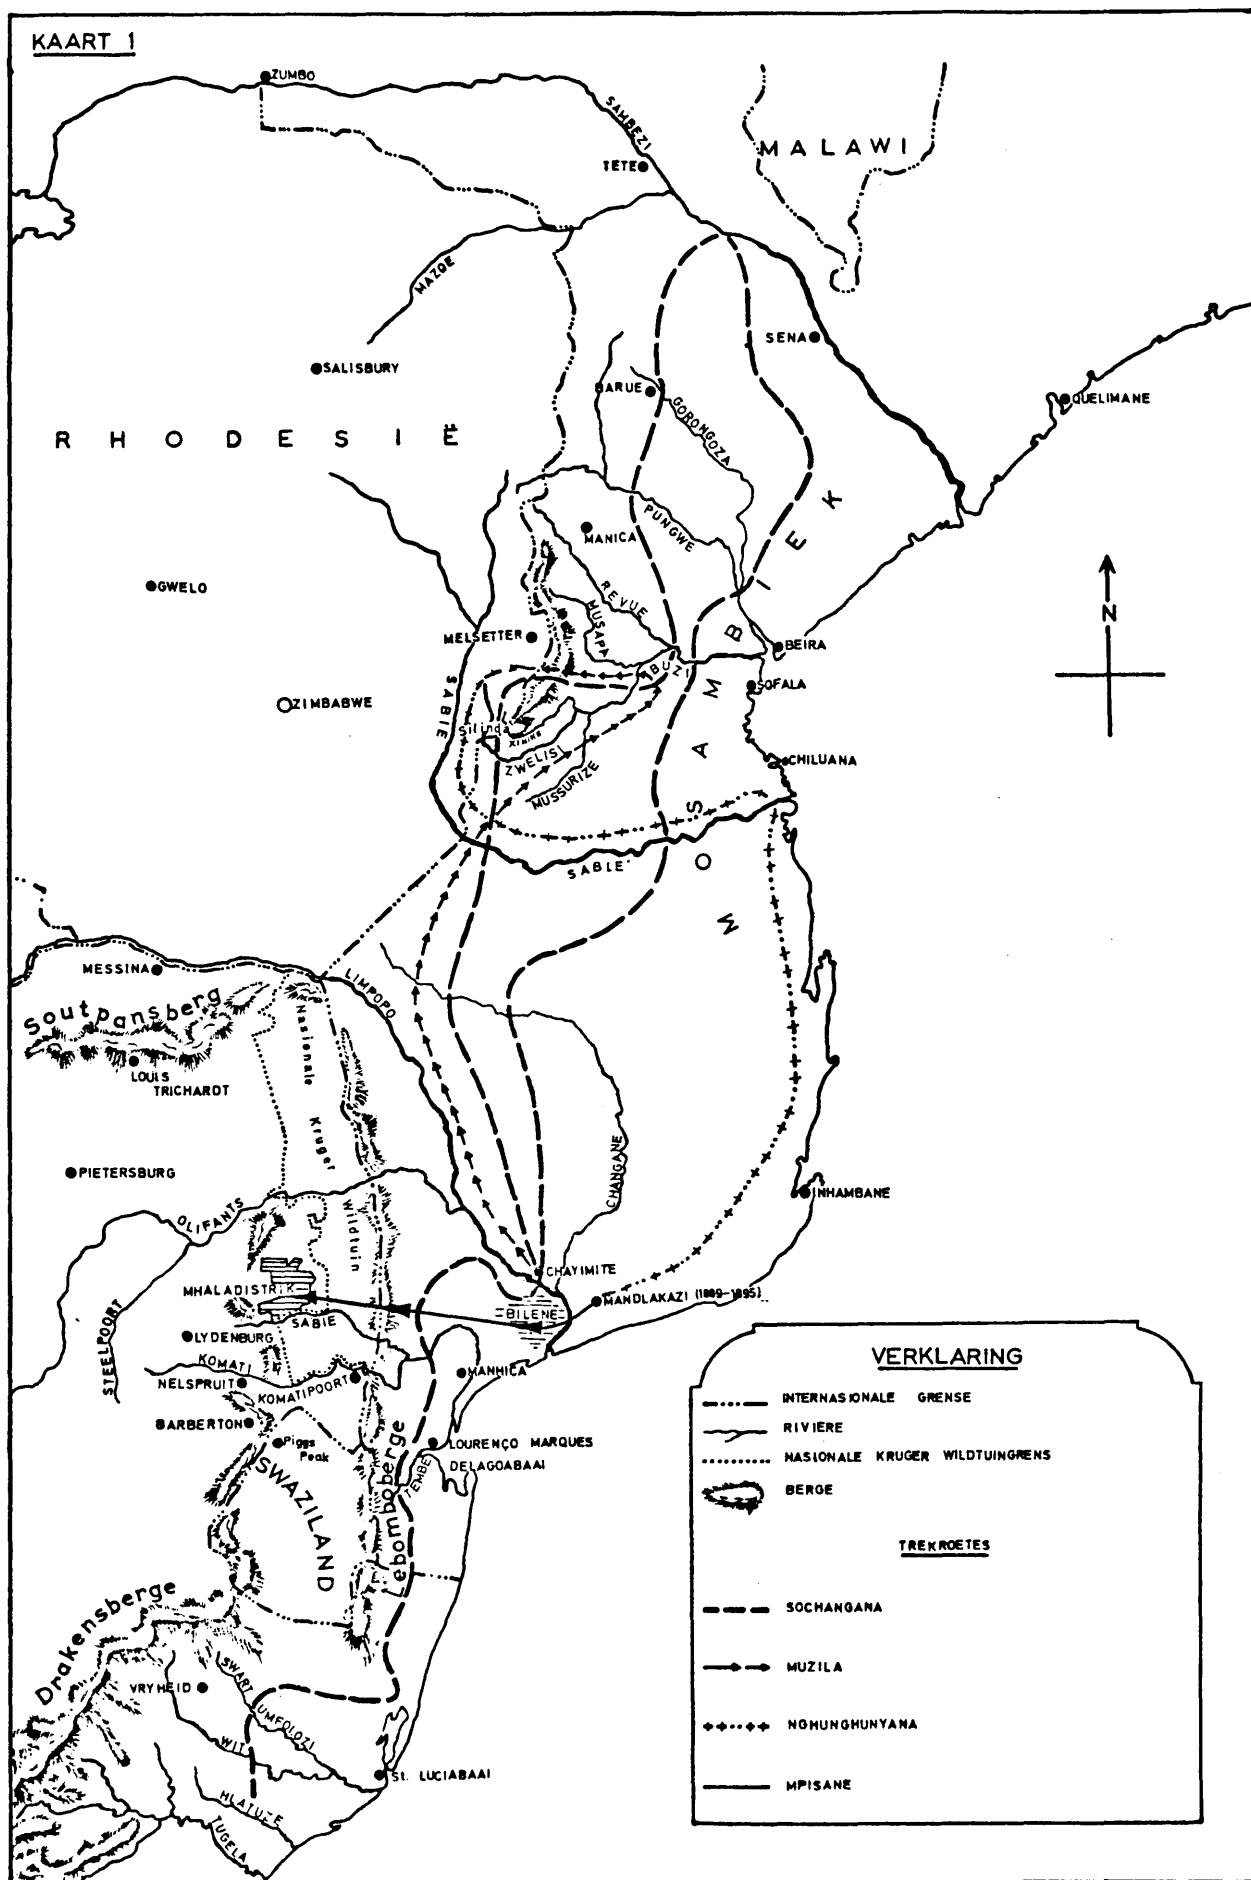 KAART 1
ZUMBO
SAMBEZI
TETE
MALAWI
MAZOE
SENA
SALISBURY
BARUE
QUELIMANE
GORONGOZA
RHODESIË
MOSAMBIEK
PUNGWE
MANICA
N
GWELO
REVUE
MUSAPA
MELSETTER
BEIRA
BUZI
SABIE
SOFALA
ZIMBABWE
Silinda
XINIKE
ZWELISI
CHILUANA
MUSSURIZE
SABIE
MESSINA
LIMPOPO
Soutpansberg
Nasionale Kruger Wildtuin
LOUIS
TRICHARDT
CHANGANE
PIETERSBURG
INHAMBANE
OLIFANTS
CHAYIMITE
MHALADISTRIK
MANDLAKAZI (1889-1895)
BILENE
SABIE
STEELPOORT
LYDENBURG
KOMATI
MANHICA
NELSPRUIT
KOMATIPOORT
BARBERTON
Piggs
Peak
LOURENÇO MARQUES
DELAGOABAAI
TEMBE
SWAZILAND
Lebomboberge
Drakensberge
VRYHEID
SWART
UMFOLOZI
WIT
St. LUCIABAAI
HLATUZE
TUGELA
VERKLARING
INTERNASIONALE GRENSE
RIVIERE
NASIONALE KRUGER WILDTUINGRENS
BERGE
TREKROETES
SOCHANGANA
MUZILA
NGHUNGHUNYANA
MPISANE